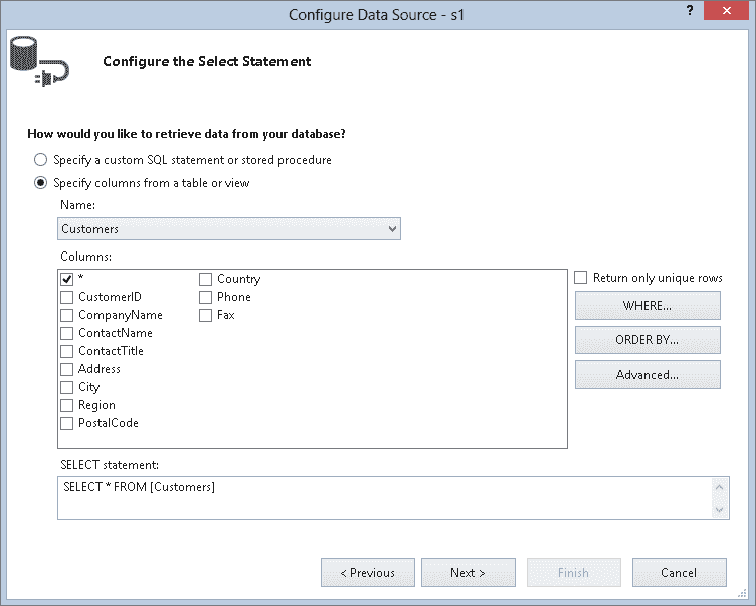 Configure Data Source - s1
?
Configure the Select Statement
How would you like to retrieve data from your database?
Specify a custom SQL statement or stored procedure
Specify columns from a table or view
Name:
Customers
Columns:
*
CustomerID
CompanyName
ContactName
ContactTitle
Address
City
Region
PostalCode
Country
Phone
Fax
Return only unique rows
WHERE...
ORDER BY...
Advanced...
SELECT statement:
SELECT * FROM [Customers]
< Previous
Next >
Finish
Cancel